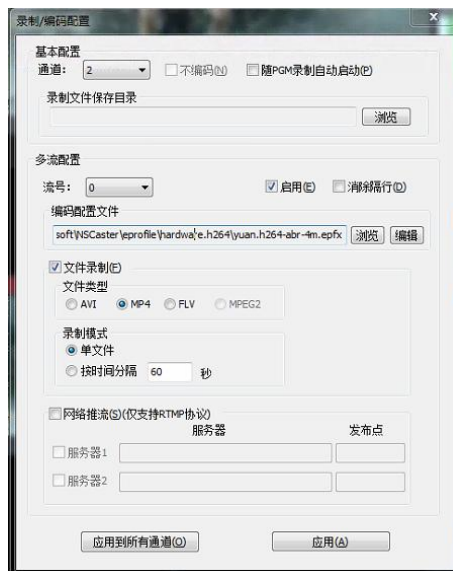 录制/编码配置
基本配置
通道： 2 不编码(N) 随PGM录制自动启动(P)
录制文件保存目录
浏览
多流配置
流号： 0 启用(E) 消除隔行(D)
编码配置文件
soft\NSCaster\eprofile\hardware.h264\yuan.h264-abr-4m.epfx 浏览 编辑
文件录制(F)
文件类型
AVI MP4 FLV MPEG2
录制模式
单文件
按时间分隔 60 秒
网络推流(S)(仅支持RTMP协议)
服务器 发布点
服务器1
服务器2
应用到所有通道(O) 应用(A)